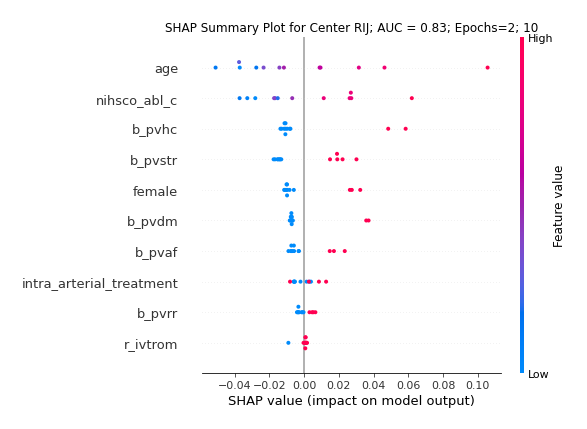 SHAP Summary Plot for Center RIJ; AUC = 0.83; Epochs=2; 10
High
age
nihsco_abl_c
b_pvhc
b_pvstr
female
b_pvdm
b_pvaf
intra_arterial_treatment
b_pvrr
r_ivtrom
Feature value
Low
−0.04 −0.02 0.00 0.02 0.04 0.06 0.08 0.10
SHAP value (impact on model output)